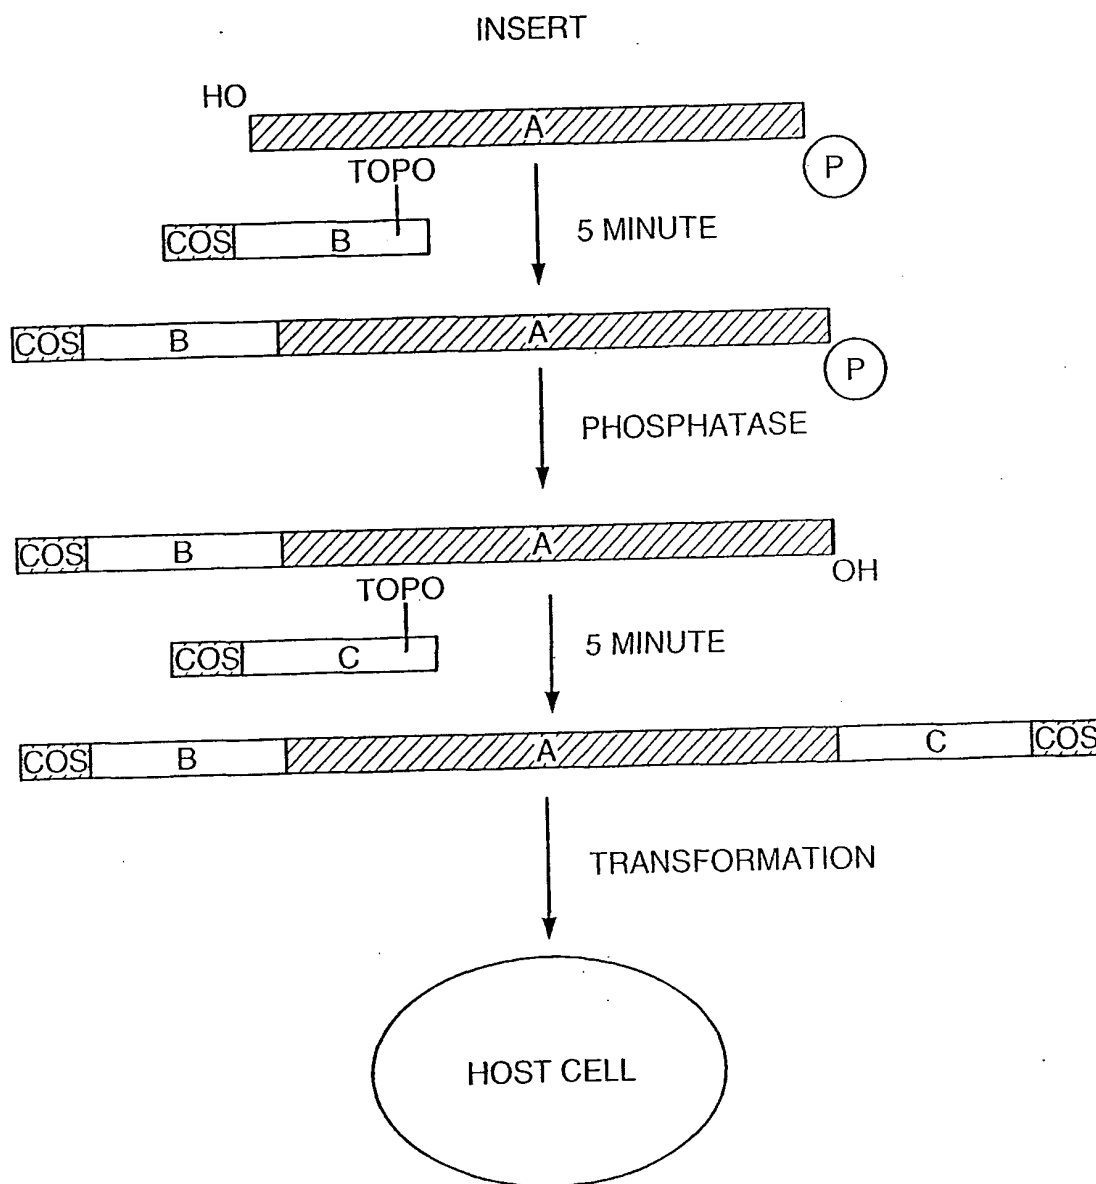 INSERT
HO
A
P
TOPO
COS B
5 MINUTE
COS B A
P
PHOSPHATASE
COS B A
OH
TOPO
COS C
5 MINUTE
COS B A C COS
TRANSFORMATION
HOST CELL